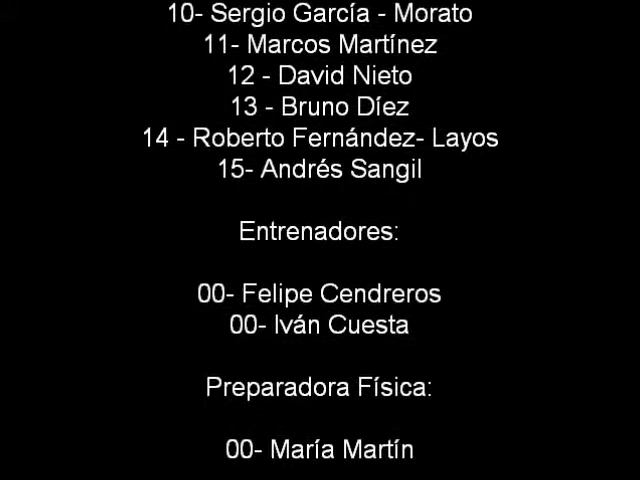 10- Sergio García - Morato
11- Marcos Martínez
12 - David Nieto
13 - Bruno Díez
14 - Roberto Fernández- Layos
15- Andrés Sangil
Entrenadores:
00- Felipe Cendreros
00- Iván Cuesta
Preparadora Física:
00- María Martín